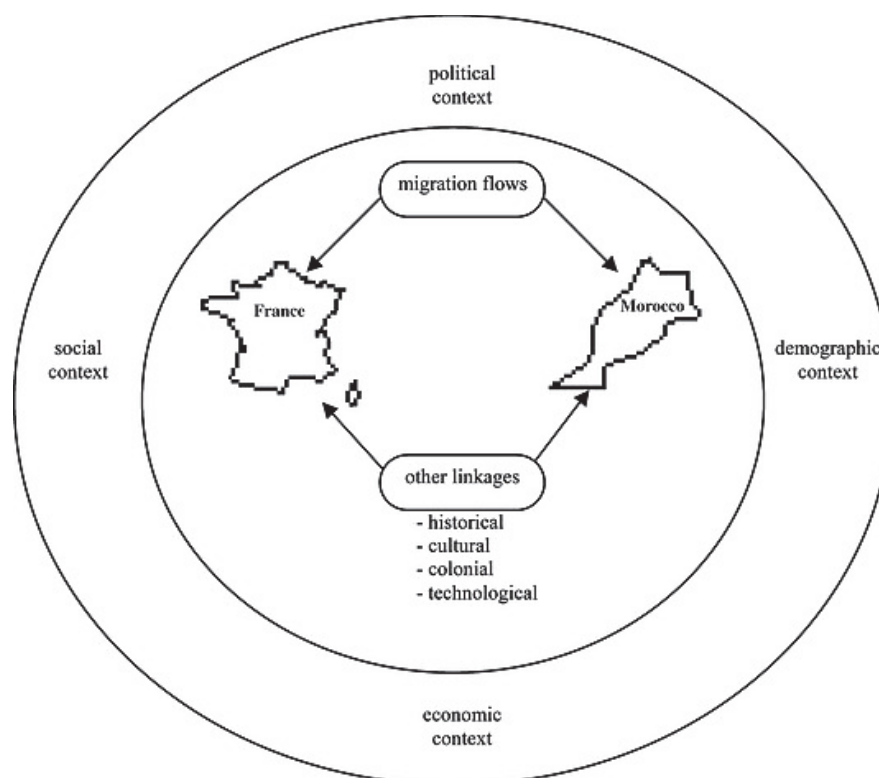 political
context
migration flows
France
Morocco
social
context
demographic
context
other linkages
- historical
- cultural
- colonial
- technological
economic
context